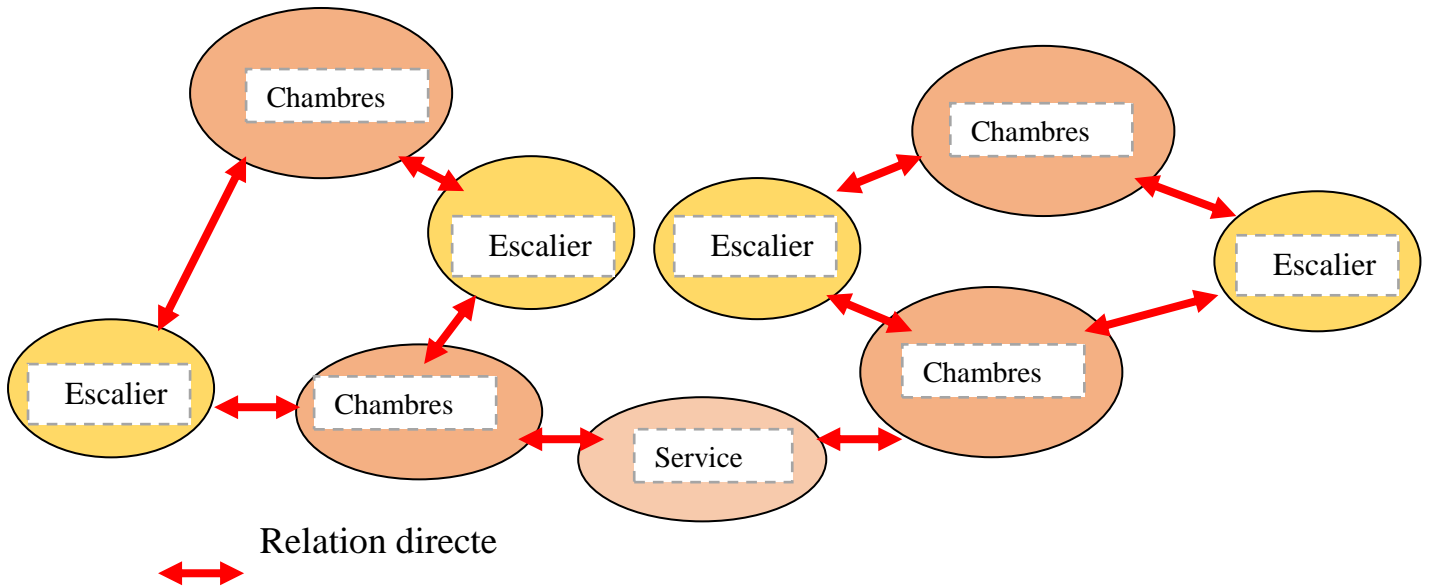 Chambres
Chambres
Escalier
Escalier
Escalier
Chambres
Escalier
Chambres
Service
Relation directe